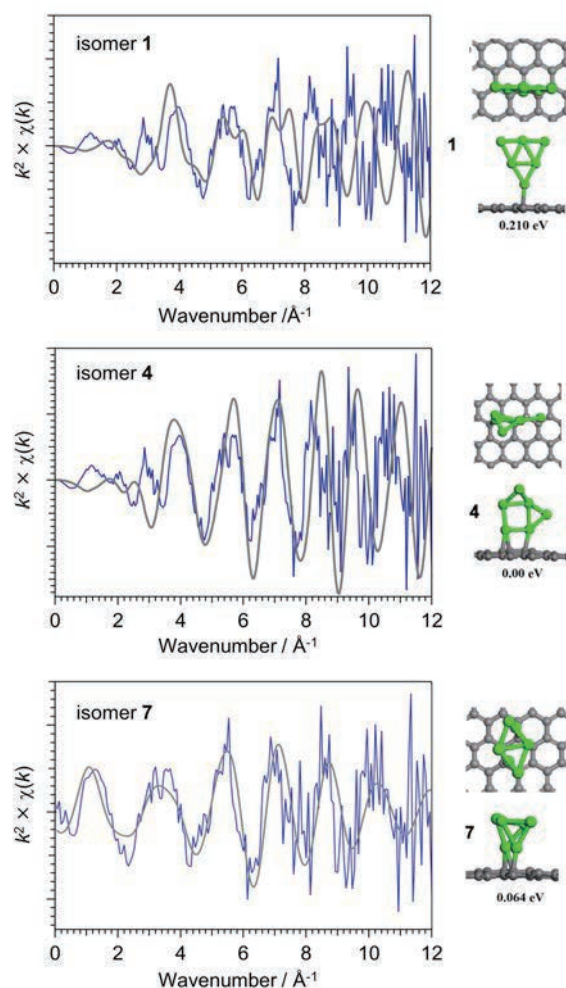 isomer 1
k² × χ(k)
0 2 4 6 8 10 12
Wavenumber /Å⁻¹
1
0.210 eV
isomer 4
k² × χ(k)
0 2 4 6 8 10 12
Wavenumber / Å⁻¹
4
0.00 eV
isomer 7
k² × χ(k)
0 2 4 6 8 10 12
Wavenumber / Å⁻¹
7
0.064 eV